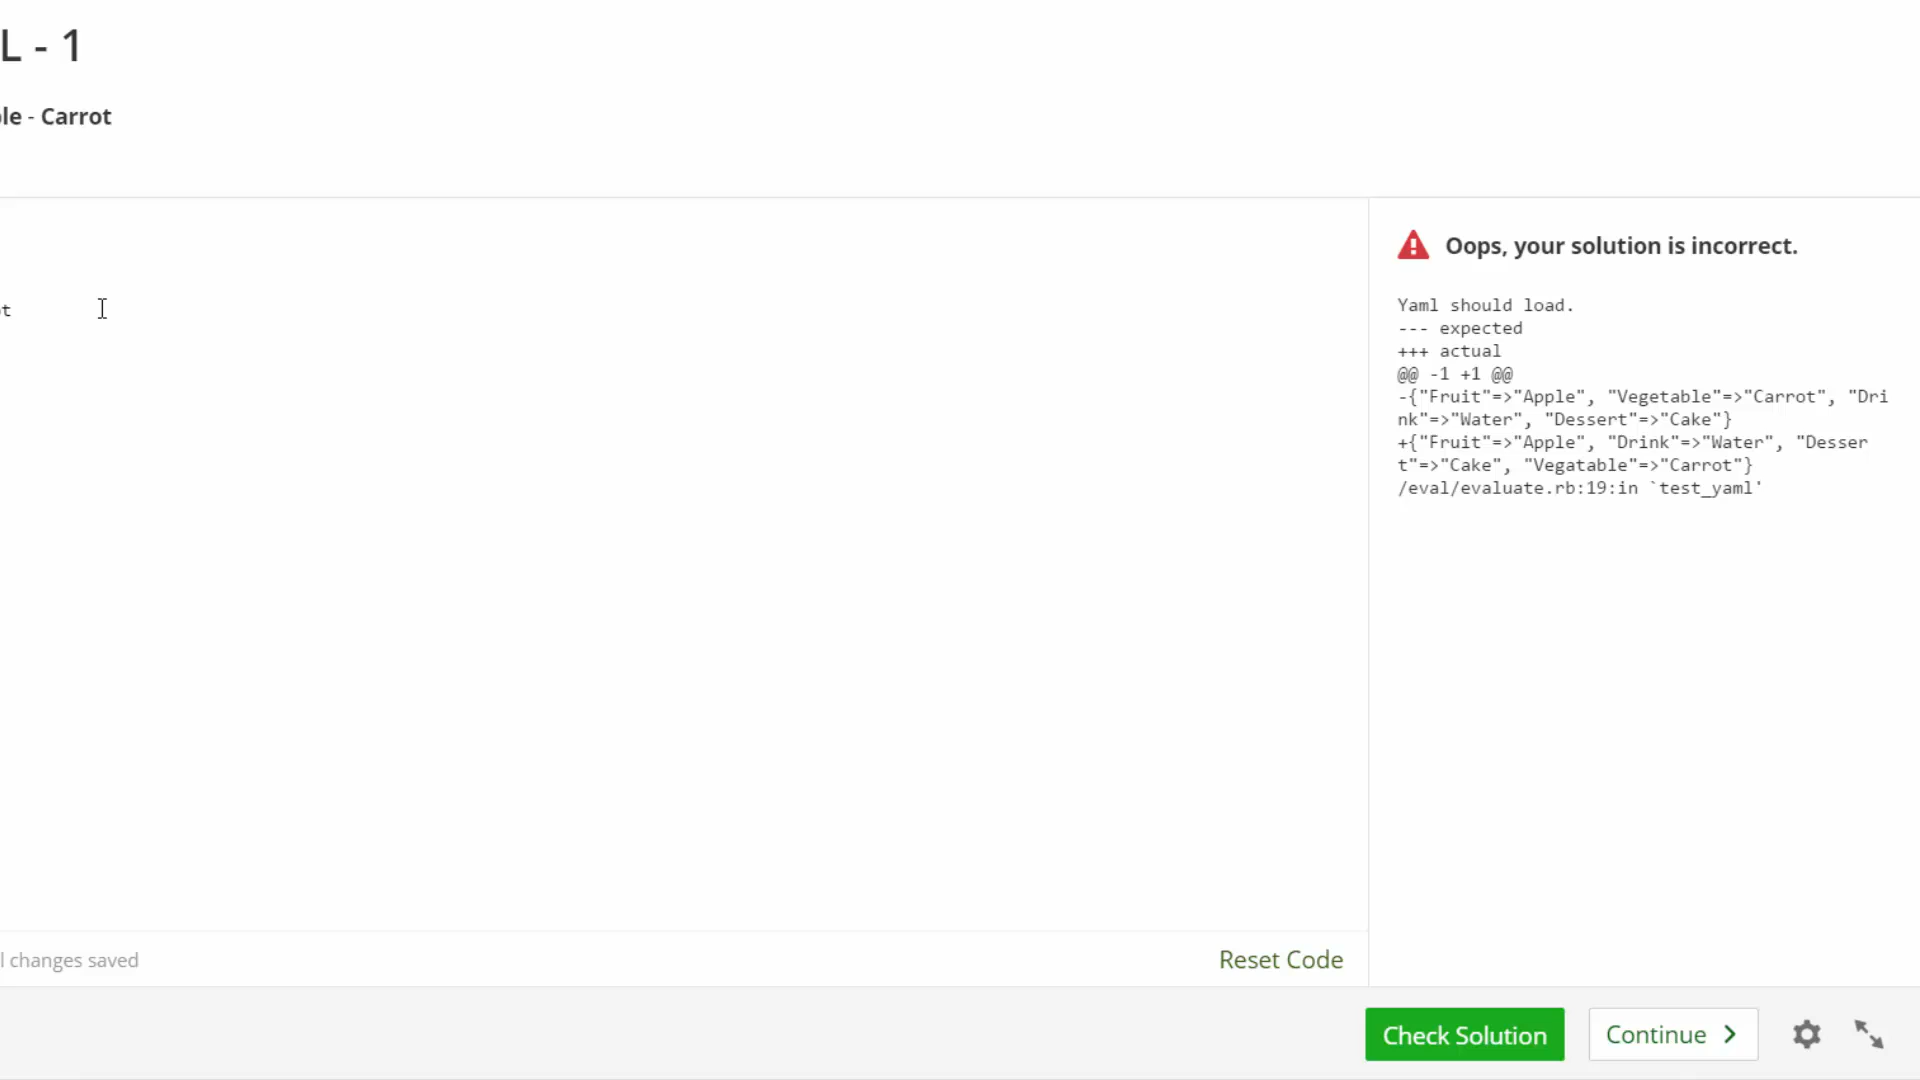 L - 1
le - Carrot
t
Oops, your solution is incorrect.
Yaml should load.
--- expected
+++ actual
@@ -1 +1 @@
-{"Fruit"=>"Apple", "Vegetable"=>"Carrot", "Dri
nk"=>"Water", "Dessert"=>"Cake"}
+{"Fruit"=>"Apple", "Drink"=>"Water", "Desser
t"=>"Cake", "Vegatable"=>"Carrot"}
/eval/evaluate.rb:19:in `test_yaml'
l changes saved
Reset Code
Check Solution
Continue